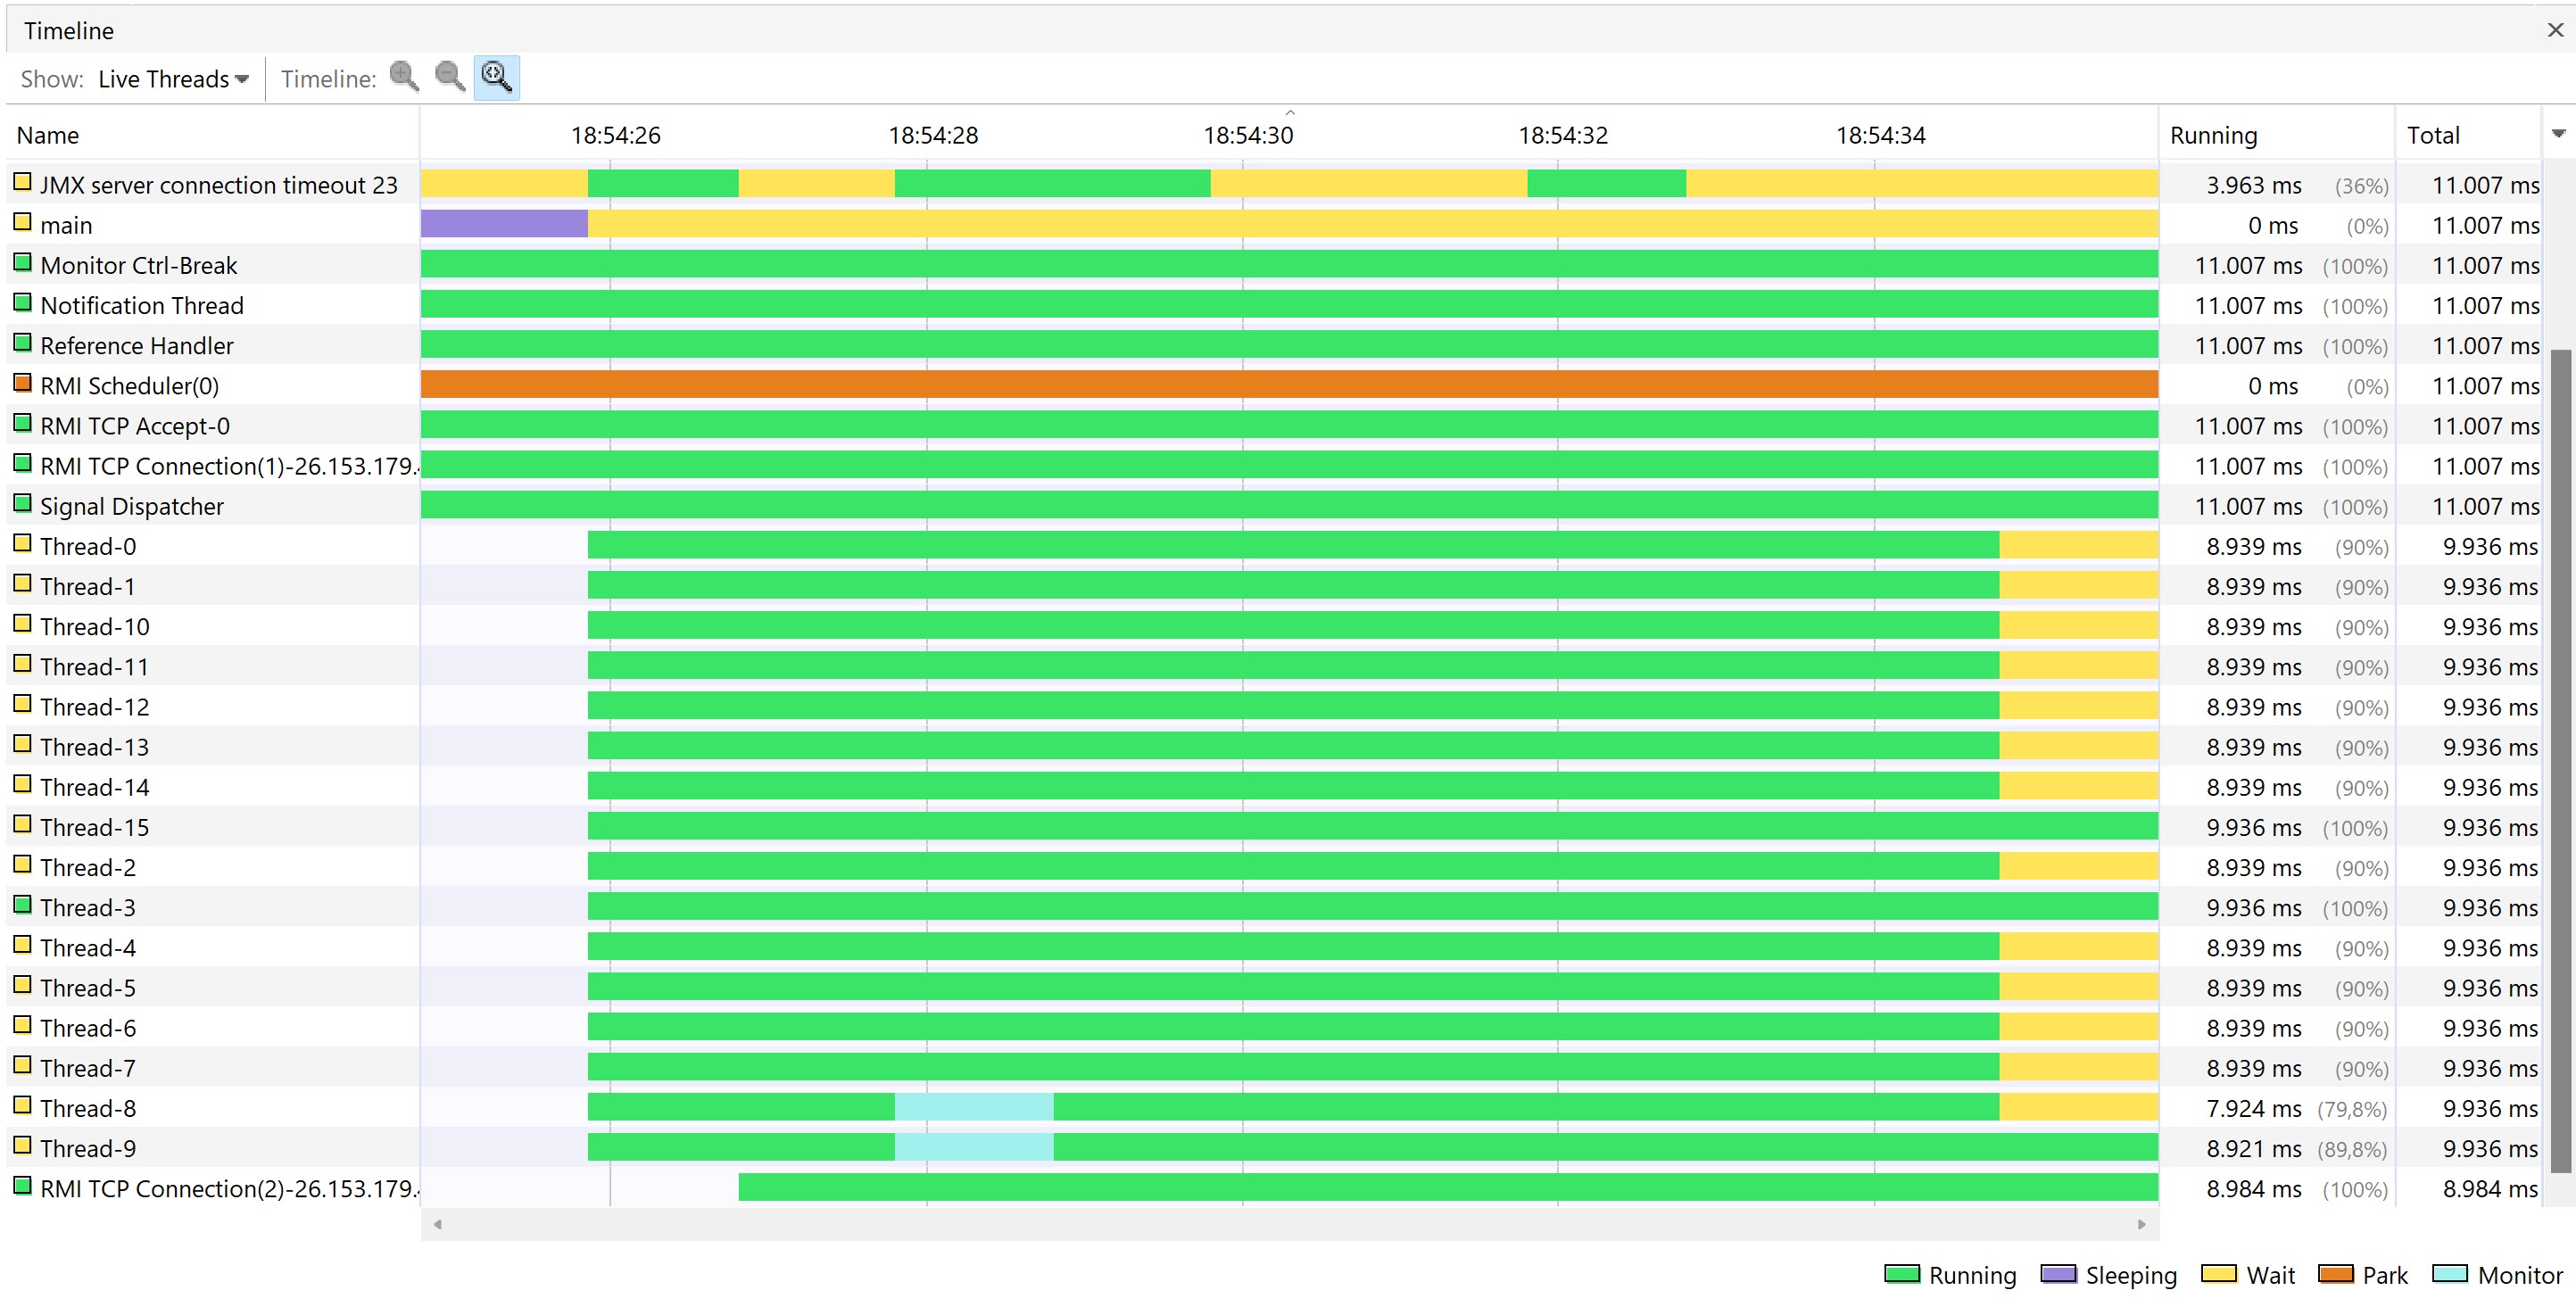 Timeline
Show: Live Threads Timeline:
Name 18:54:26 18:54:28 18:54:30 18:54:32 18:54:34 Running Total
JMX server connection timeout 23 3.963 ms (36%) 11.007 ms
main 0 ms (0%) 11.007 ms
Monitor Ctrl-Break 11.007 ms (100%) 11.007 ms
Notification Thread 11.007 ms (100%) 11.007 ms
Reference Handler 11.007 ms (100%) 11.007 ms
RMI Scheduler(0) 0 ms (0%) 11.007 ms
RMI TCP Accept-0 11.007 ms (100%) 11.007 ms
RMI TCP Connection(1)-26.153.179. 11.007 ms (100%) 11.007 ms
Signal Dispatcher 11.007 ms (100%) 11.007 ms
Thread-0 8.939 ms (90%) 9.936 ms
Thread-1 8.939 ms (90%) 9.936 ms
Thread-10 8.939 ms (90%) 9.936 ms
Thread-11 8.939 ms (90%) 9.936 ms
Thread-12 8.939 ms (90%) 9.936 ms
Thread-13 8.939 ms (90%) 9.936 ms
Thread-14 8.939 ms (90%) 9.936 ms
Thread-15 9.936 ms (100%) 9.936 ms
Thread-2 8.939 ms (90%) 9.936 ms
Thread-3 9.936 ms (100%) 9.936 ms
Thread-4 8.939 ms (90%) 9.936 ms
Thread-5 8.939 ms (90%) 9.936 ms
Thread-6 8.939 ms (90%) 9.936 ms
Thread-7 8.939 ms (90%) 9.936 ms
Thread-8 7.924 ms (79,8%) 9.936 ms
Thread-9 8.921 ms (89,8%) 9.936 ms
RMI TCP Connection(2)-26.153.179. 8.984 ms (100%) 8.984 ms
Running Sleeping Wait Park Monitor